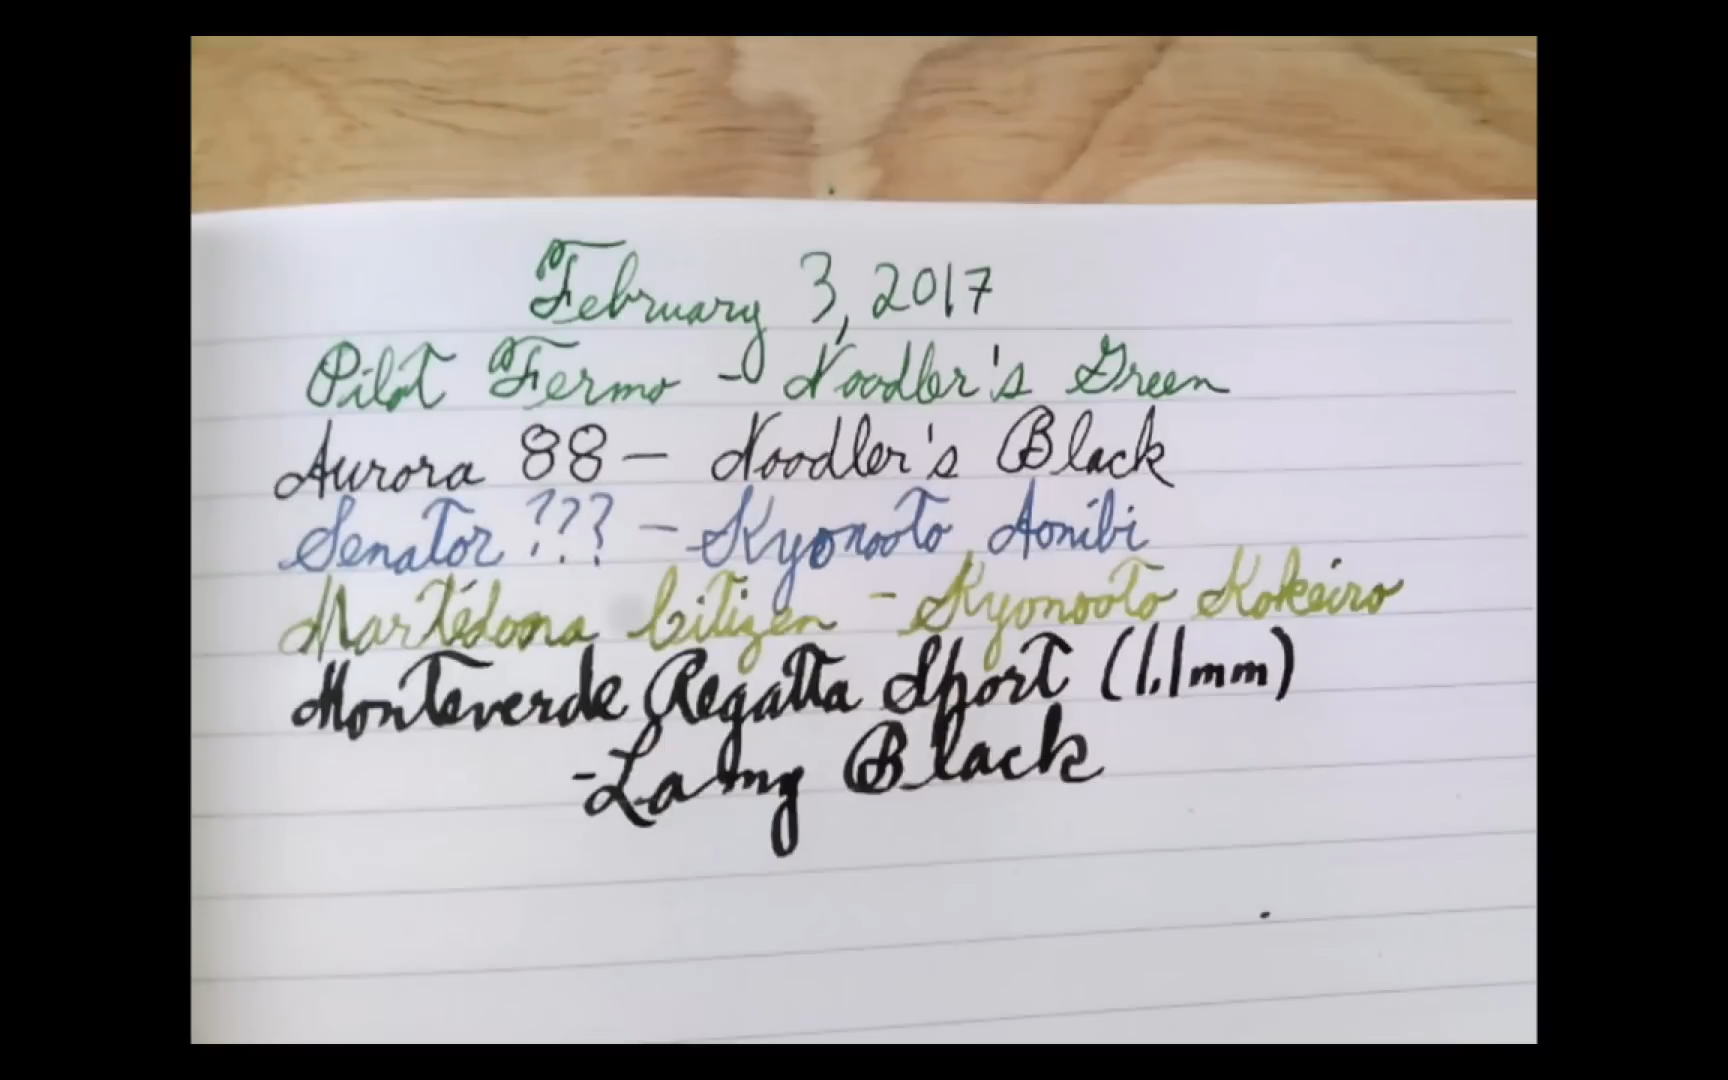 February 3, 2017
Pilot Fermo - Noodler's Green
Aurora 88 - Noodler's Black
Senator ??? - Kyonooto Aonibi
Martédona Citizen - Kyonooto Kokeiro
Monteverde Regatta Sport (1.1mm)
- Lamy Black